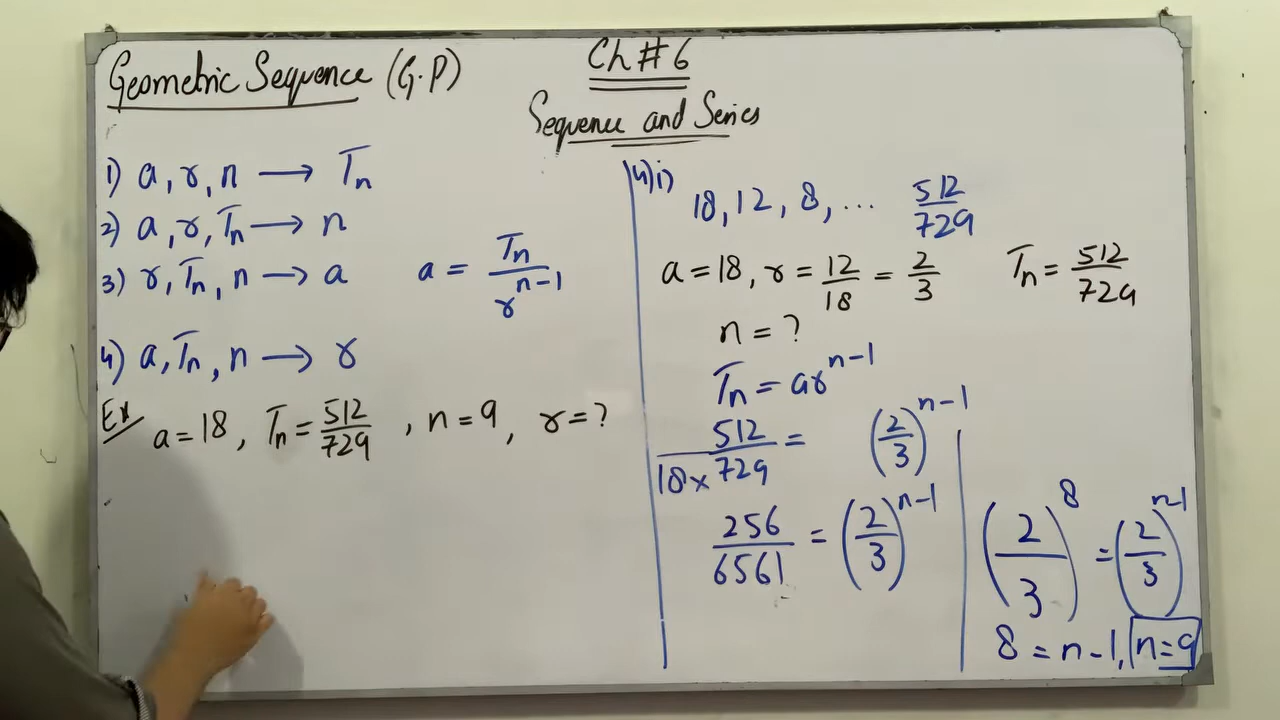 Geometric Sequence (G.P)
Ch # 6
Sequence and Series
1) a, r, n → Tn
2) a, r, Tn → n
3) r, Tn, n → a    a = Tn / r^(n-1)
4) a, Tn, n → r
Ex a = 18, Tn = 512/729, n = 9, r = ?
4) i) 18, 12, 8, ... 512/729
a = 18, r = 12/18 = 2/3    Tn = 512/729
n = ?
Tn = ar^(n-1)
512/(18 × 729) = (2/3)^(n-1)
256/6561 = (2/3)^(n-1)
(2/3)^8 = (2/3)^(n-1)
8 = n - 1, n = 9